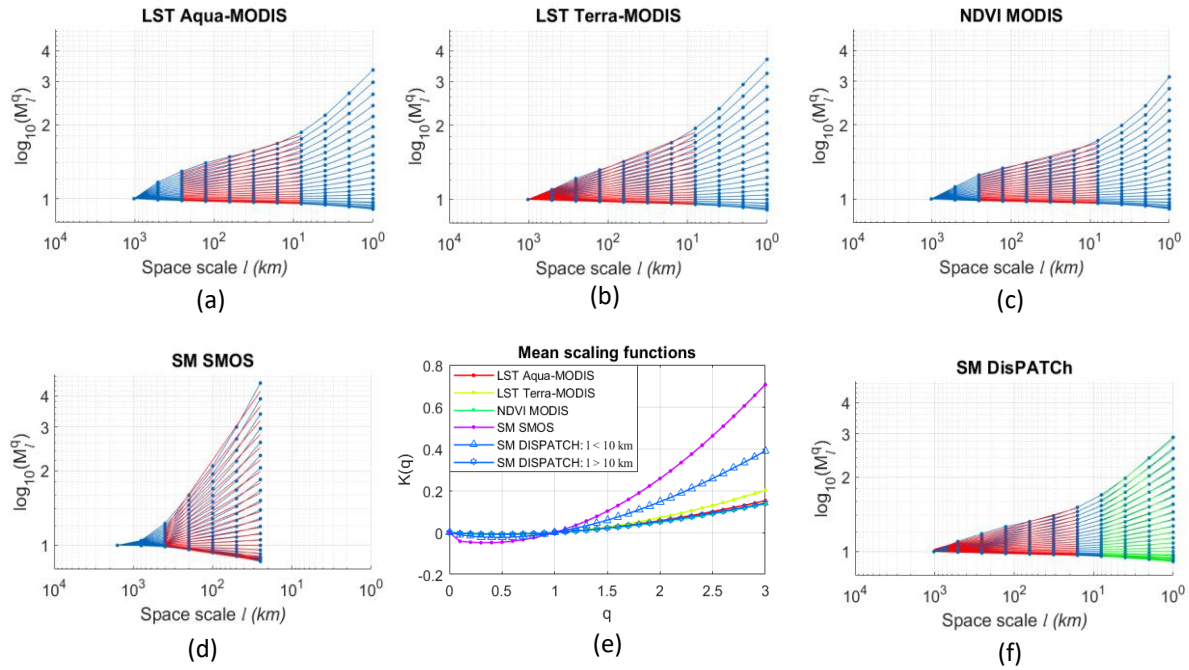 LST Aqua-MODIS
log10(M_l^q)
4
3
2
1
10^4 10^3 10^2 10^1 10^0
Space scale l (km)
(a)
LST Terra-MODIS
log10(M_l^q)
4
3
2
1
10^4 10^3 10^2 10^1 10^0
Space scale l (km)
(b)
NDVI MODIS
log10(M_l^q)
4
3
2
1
10^4 10^3 10^2 10^1 10^0
Space scale l (km)
(c)
SM SMOS
log10(M_l^q)
4
3
2
1
10^4 10^3 10^2 10^1 10^0
Space scale l (km)
(d)
Mean scaling functions
K(q)
0.8
0.6
0.4
0.2
0
-0.2
LST Aqua-MODIS
LST Terra-MODIS
NDVI MODIS
SM SMOS
SM DISPATCH: l < 10 km
SM DISPATCH: l > 10 km
0 0.5 1 1.5 2 2.5 3
q
(e)
SM DisPATCh
log10(M_l^q)
4
3
2
1
10^4 10^3 10^2 10^1 10^0
Space scale l (km)
(f)